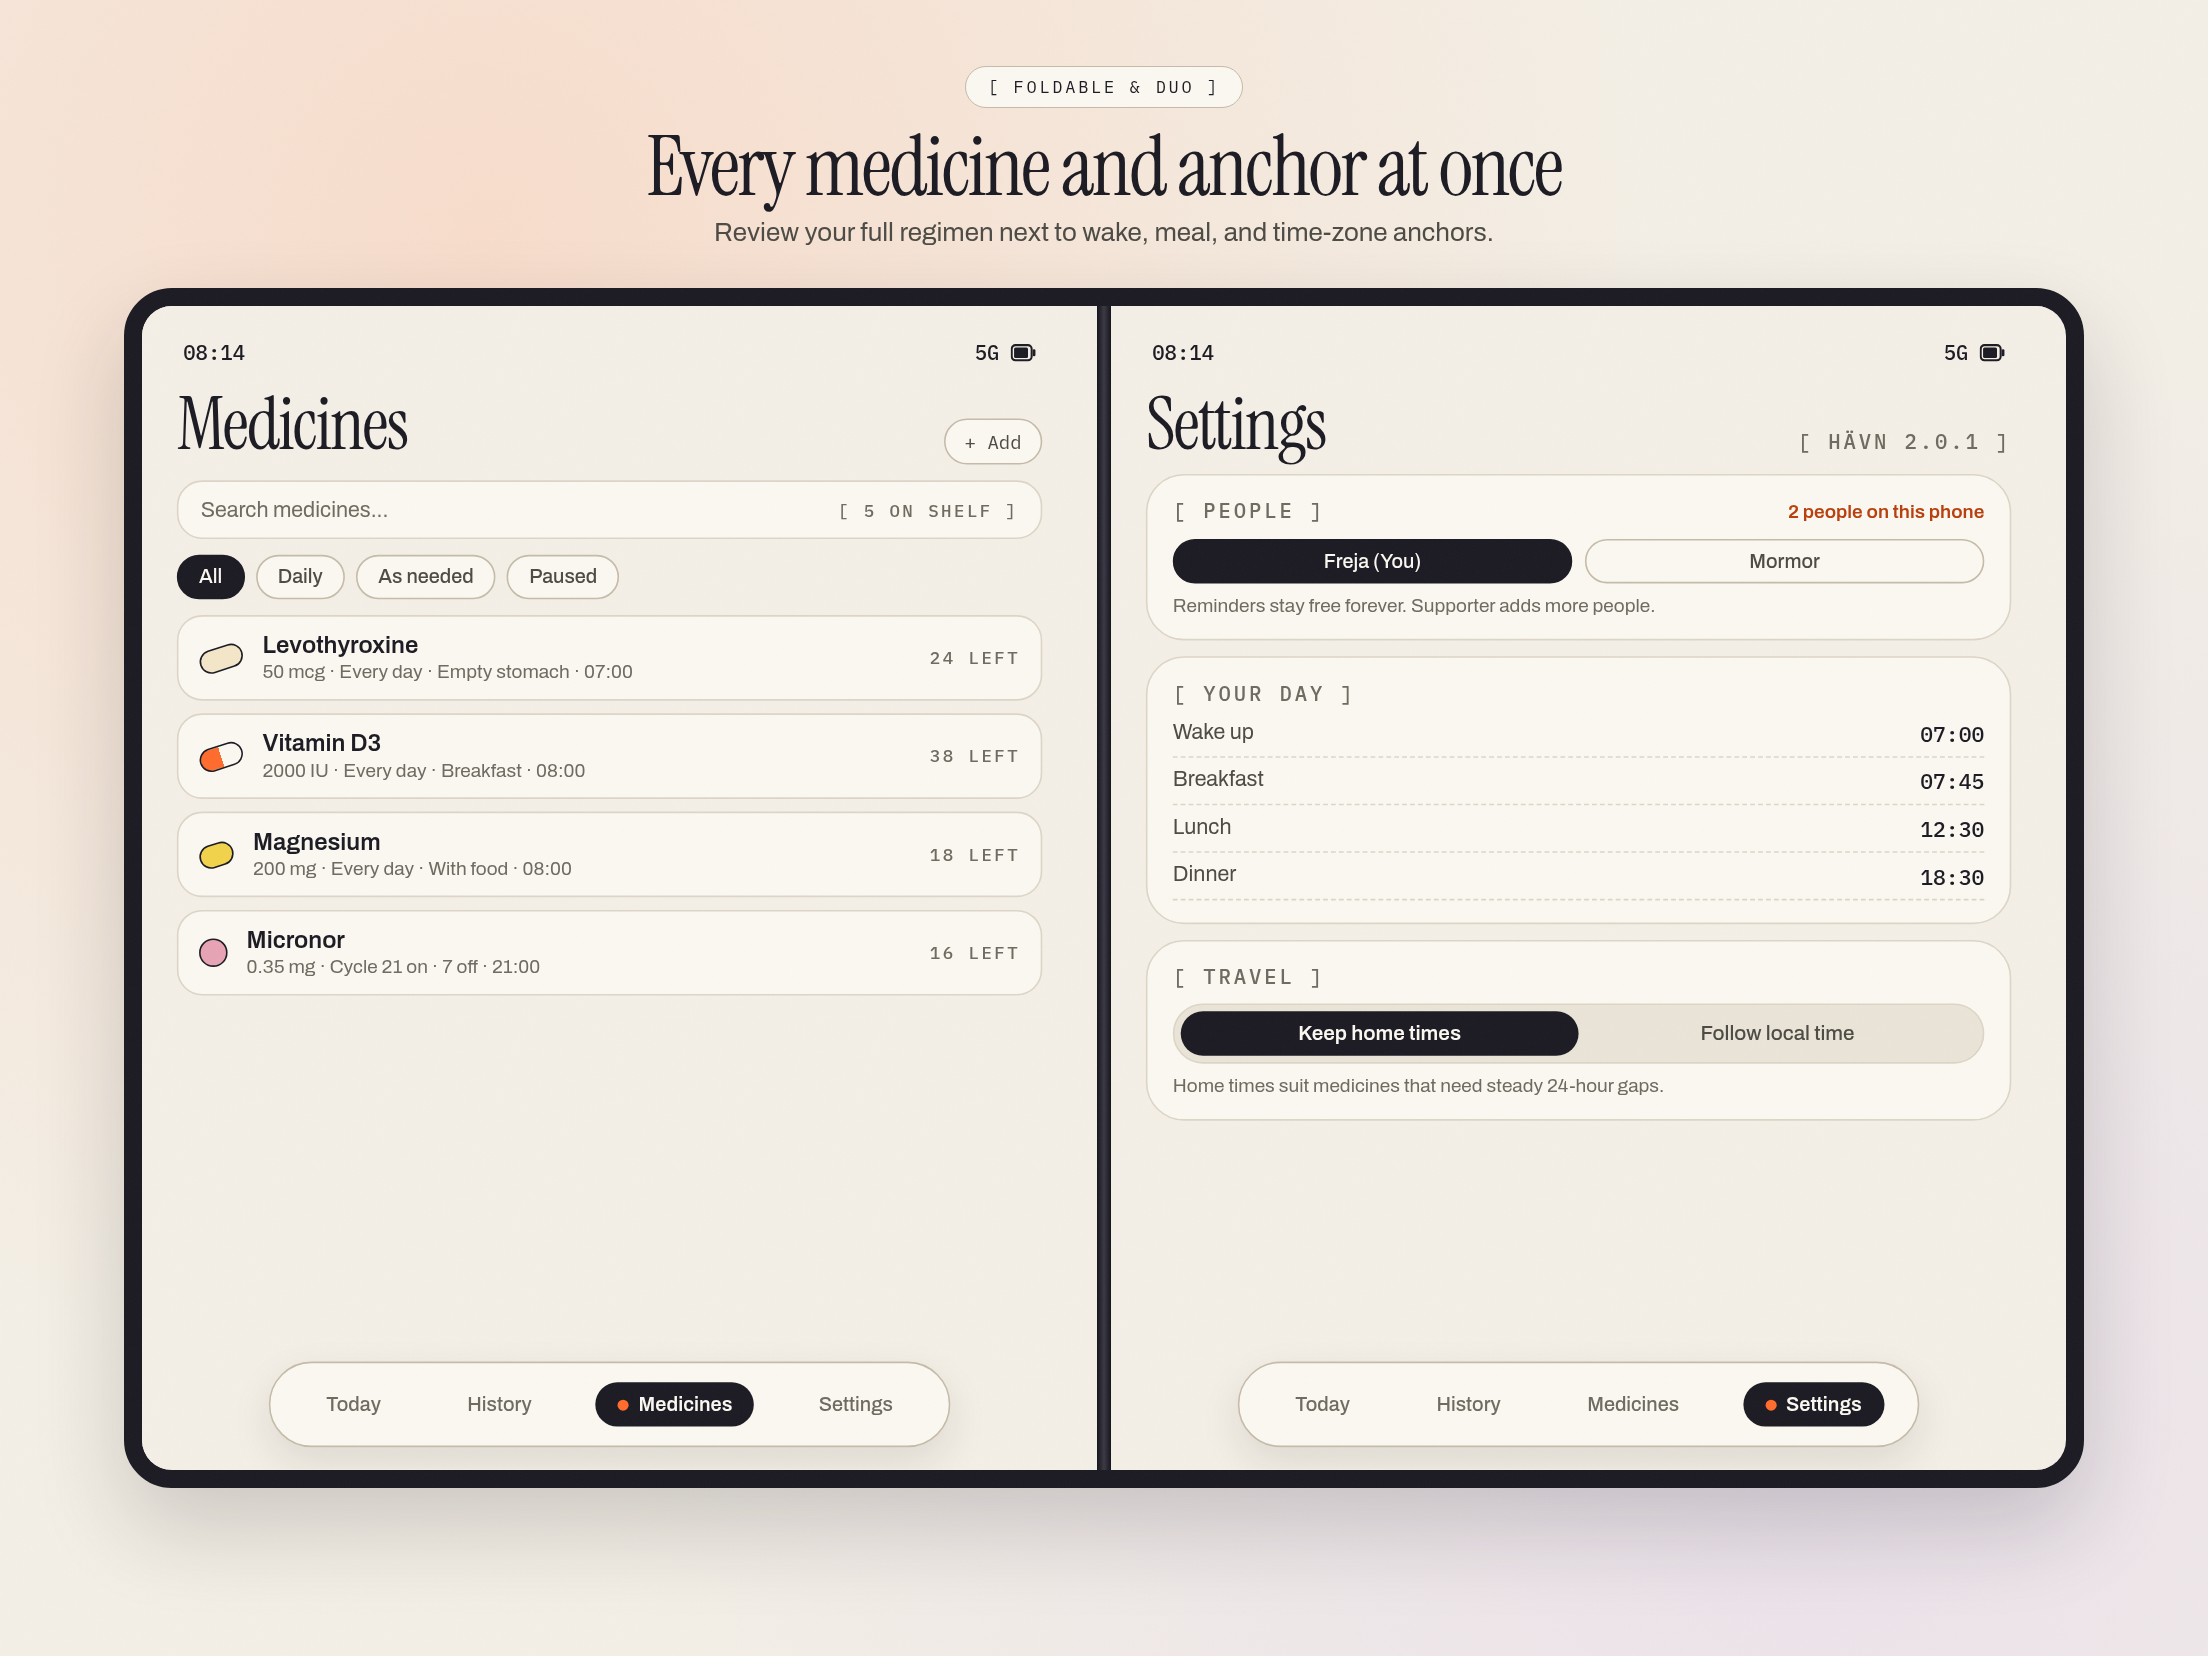 [ FOLDABLE & DUO ]
Every medicine and anchor at once
Review your full regimen next to wake, meal, and time-zone anchors.
08:14
5G
Medicines
+ Add
Search medicines...
[ 5 ON SHELF ]
All
Daily
As needed
Paused
Levothyroxine
50 mcg · Every day · Empty stomach · 07:00
24 LEFT
Vitamin D3
2000 IU · Every day · Breakfast · 08:00
38 LEFT
Magnesium
200 mg · Every day · With food · 08:00
18 LEFT
Micronor
0.35 mg · Cycle 21 on · 7 off · 21:00
16 LEFT
Today
History
Medicines
Settings
08:14
5G
Settings
[ HÄVN 2.0.1 ]
[ PEOPLE ]
2 people on this phone
Freja (You)
Mormor
Reminders stay free forever. Supporter adds more people.
[ YOUR DAY ]
Wake up
07:00
Breakfast
07:45
Lunch
12:30
Dinner
18:30
[ TRAVEL ]
Keep home times
Follow local time
Home times suit medicines that need steady 24-hour gaps.
Today
History
Medicines
Settings